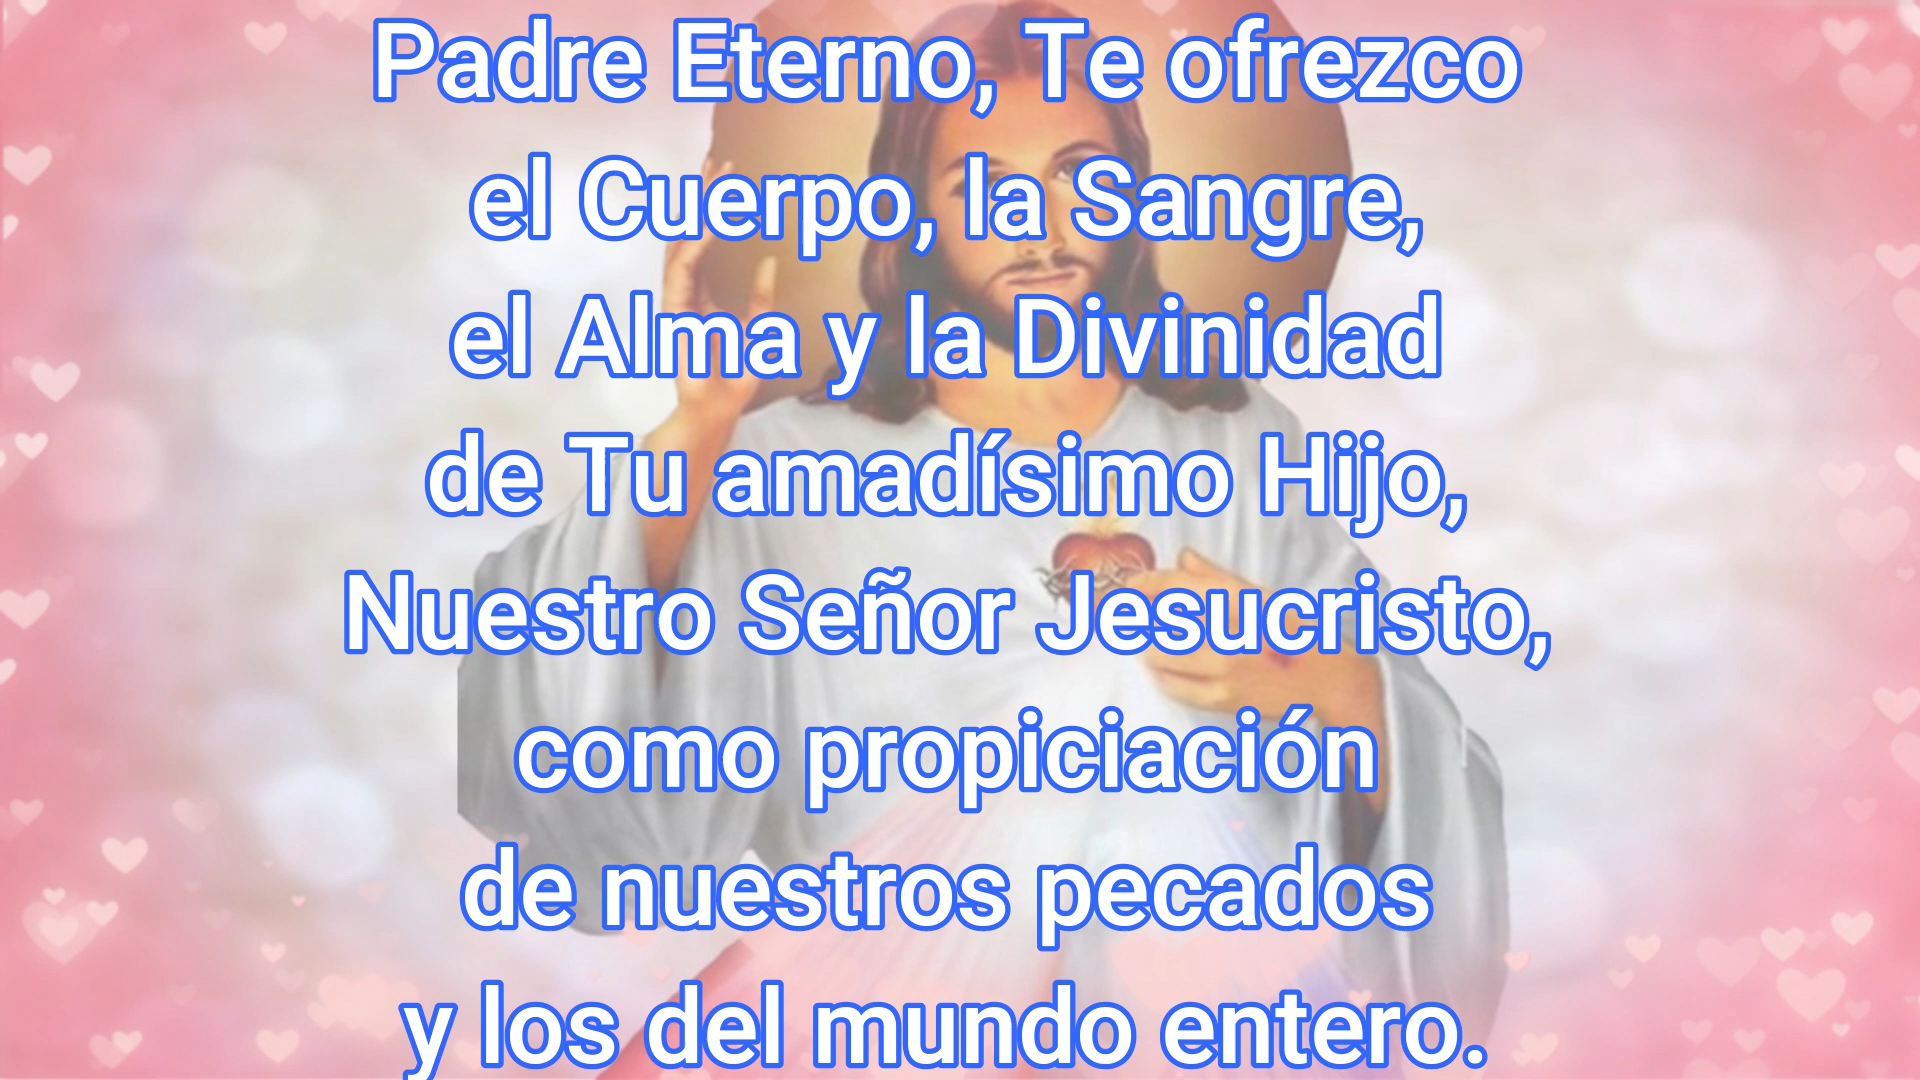 Padre Eterno, Te ofrezco
el Cuerpo, la Sangre,
el Alma y la Divinidad
de Tu amadísimo Hijo,
Nuestro Señor Jesucristo,
como propiciación
de nuestros pecados
y los del mundo entero.